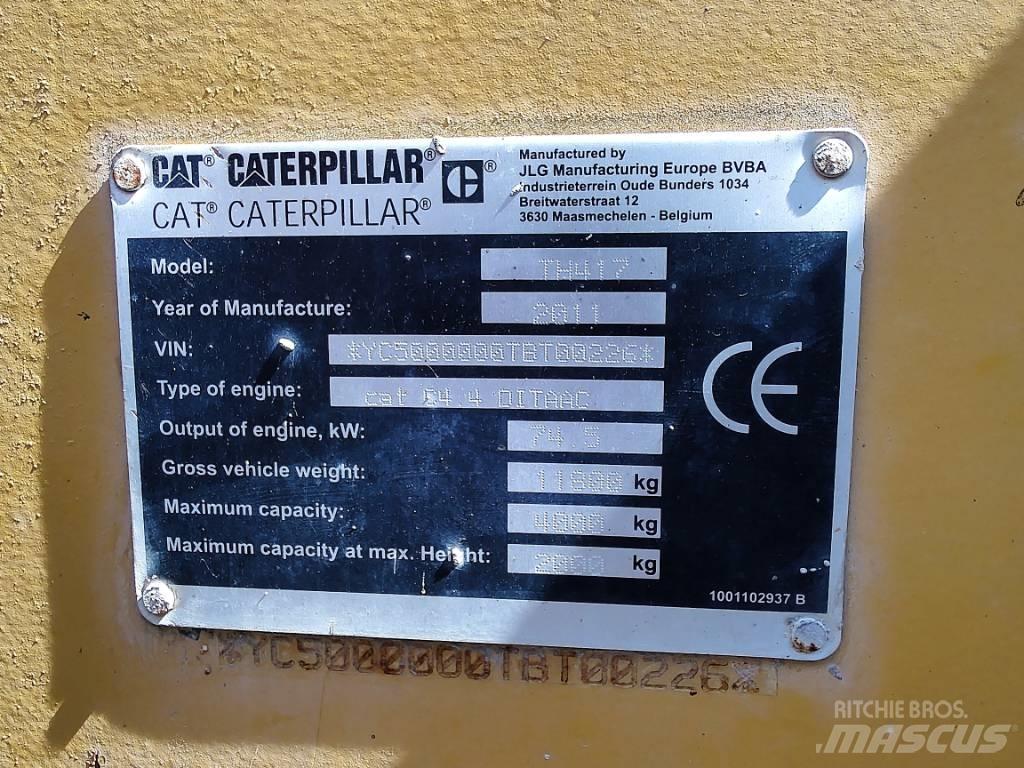 CAT® CATERPILLAR® ®
CAT® CATERPILLAR®
Manufactured by
JLG Manufacturing Europe BVBA
Industrieterrein Oude Bunders 1034
Breitwaterstraat 12
3630 Maasmechelen - Belgium
Model: TH417
Year of Manufacture: 2011
VIN: *YC5000000TBT00226*
Type of engine: cat C4.4 DITAAC
Output of engine, kW: 74.5
Gross vehicle weight: 11800 kg
Maximum capacity: 4000 kg
Maximum capacity at max. Height: 2000 kg
CE
1001102937 B
*YC5000000TBT00226*
RITCHIE BROS.
MASCUS